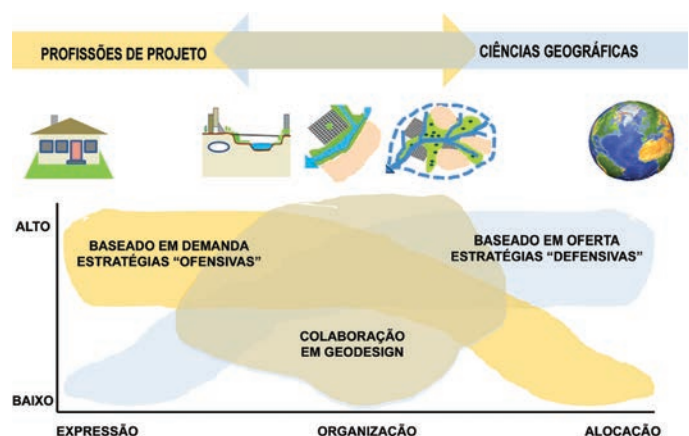 PROFISSÕES DE PROJETO
CIÊNCIAS GEOGRÁFICAS
ALTO
BASEADO EM DEMANDA
ESTRATÉGIAS “OFENSIVAS”
BASEADO EM OFERTA
ESTRATÉGIAS “DEFENSIVAS”
COLABORAÇÃO
EM GEODESIGN
BAIXO
EXPRESSÃO
ORGANIZAÇÃO
ALOCAÇÃO